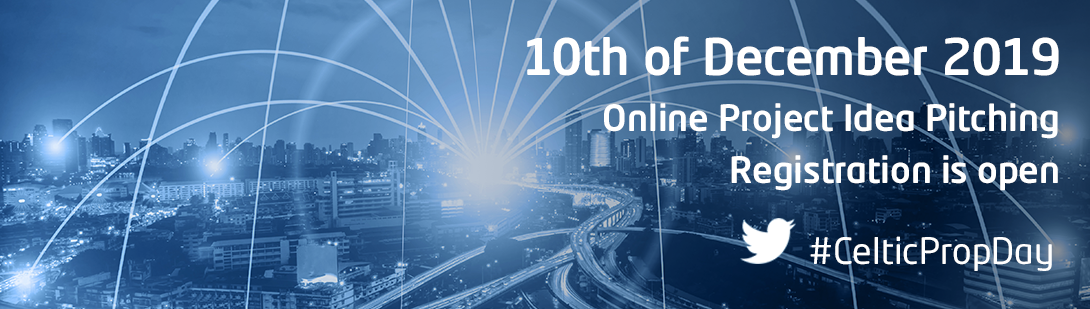 10th of December 2019
Online Project Idea Pitching
Registration is open
#CelticPropDay